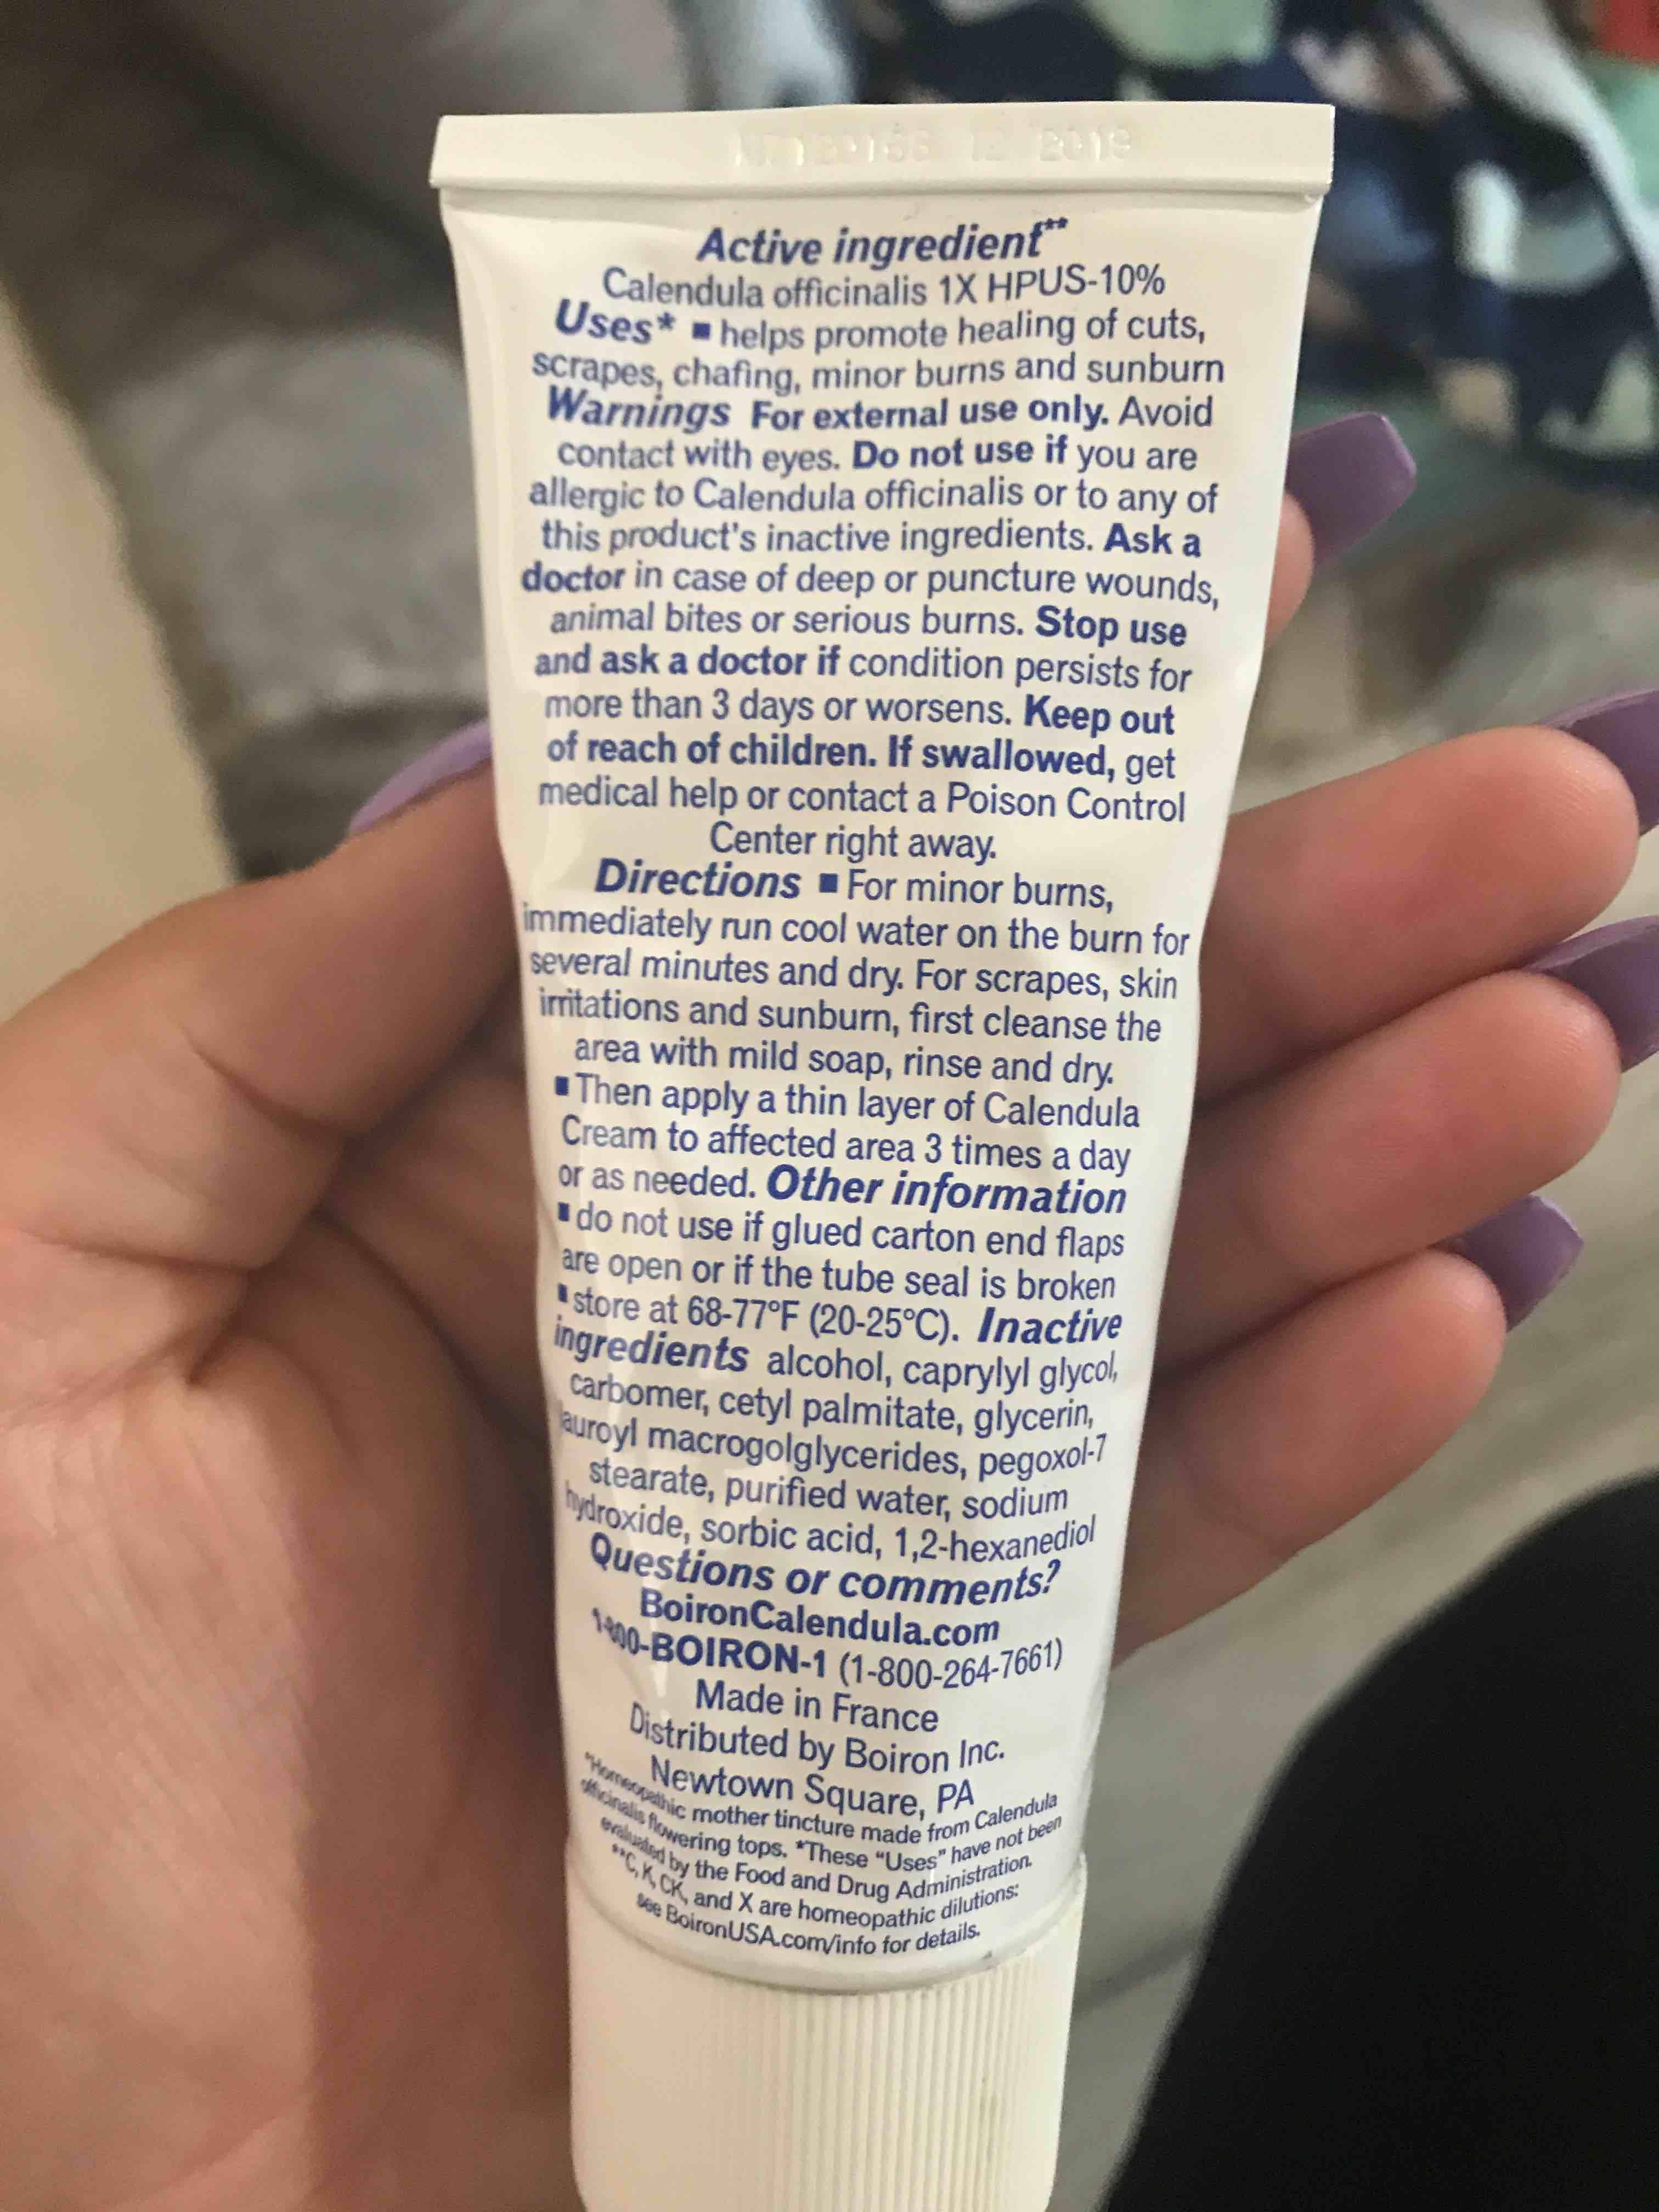 12 2019
Active ingredient**
Calendula officinalis 1X HPUS-10%
Uses* ■ helps promote healing of cuts,
scrapes, chafing, minor burns and sunburn
Warnings For external use only. Avoid
contact with eyes. Do not use if you are
allergic to Calendula officinalis or to any of
this product's inactive ingredients. Ask a
doctor in case of deep or puncture wounds,
animal bites or serious burns. Stop use
and ask a doctor if condition persists for
more than 3 days or worsens. Keep out
of reach of children. If swallowed, get
medical help or contact a Poison Control
Center right away.
Directions ■ For minor burns,
immediately run cool water on the burn for
several minutes and dry. For scrapes, skin
irritations and sunburn, first cleanse the
area with mild soap, rinse and dry.
■ Then apply a thin layer of Calendula
Cream to affected area 3 times a day
or as needed. Other information
■ do not use if glued carton end flaps
are open or if the tube seal is broken
■ store at 68-77°F (20-25°C). Inactive
ingredients alcohol, caprylyl glycol,
carbomer, cetyl palmitate, glycerin,
lauroyl macrogolglycerides, pegoxol-7
stearate, purified water, sodium
hydroxide, sorbic acid, 1,2-hexanediol
Questions or comments?
BoironCalendula.com
1-800-BOIRON-1 (1-800-264-7661)
Made in France
Distributed by Boiron Inc.
Newtown Square, PA
*Homeopathic mother tincture made from Calendula
officinalis flowering tops. *These "Uses" have not been
evaluated by the Food and Drug Administration.
**C, K, CK, and X are homeopathic dilutions:
see BoironUSA.com/info for details.